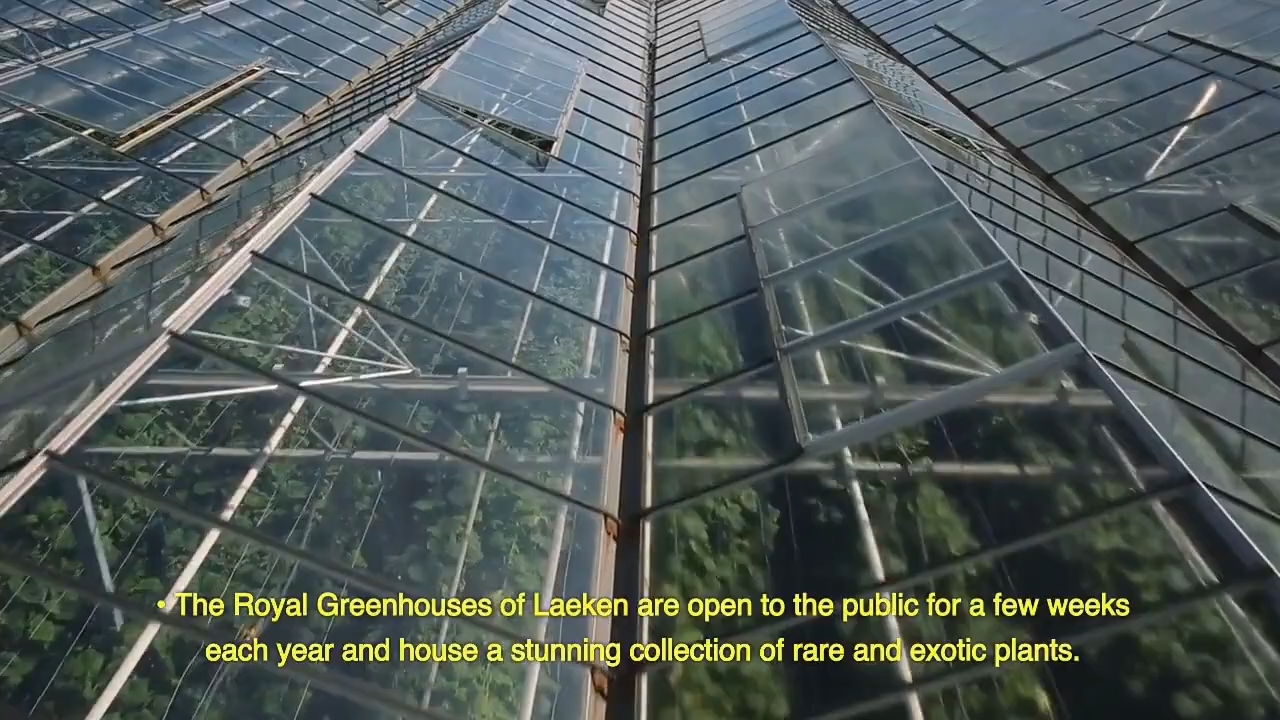 • The Royal Greenhouses of Laeken are open to the public for a few weeks
each year and house a stunning collection of rare and exotic plants.